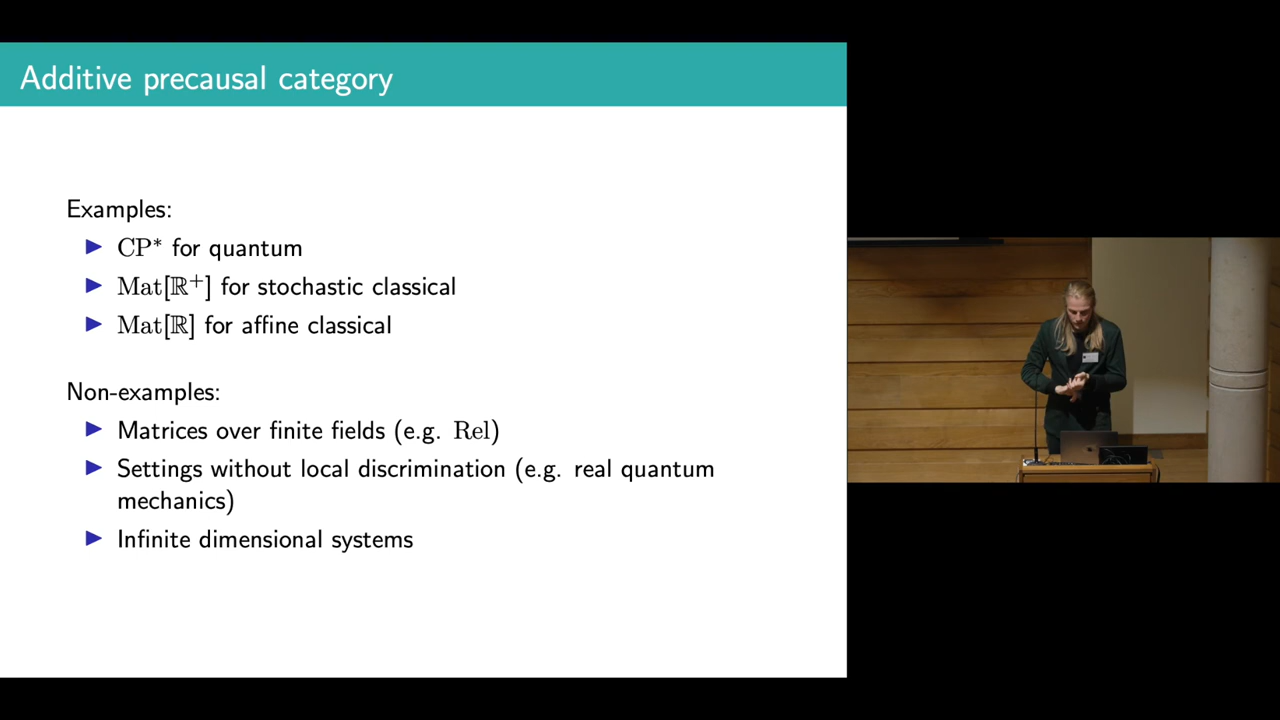 Additive precausal category
Examples:
▶ CP* for quantum
▶ Mat[ℝ⁺] for stochastic classical
▶ Mat[ℝ] for affine classical
Non-examples:
▶ Matrices over finite fields (e.g. Rel)
▶ Settings without local discrimination (e.g. real quantum
mechanics)
▶ Infinite dimensional systems